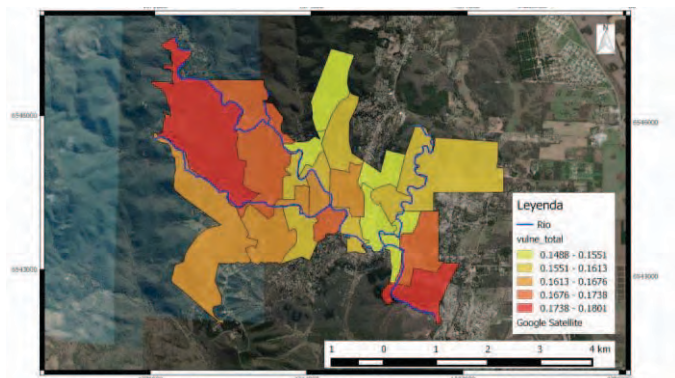 6546000
6546000
Leyenda
Río
vulne_total
0.1488 - 0.1551
0.1551 - 0.1613
0.1613 - 0.1676
0.1676 - 0.1738
0.1738 - 0.1801
Google Satellite
6543000
6543000
1 0 1 2 3 4 km